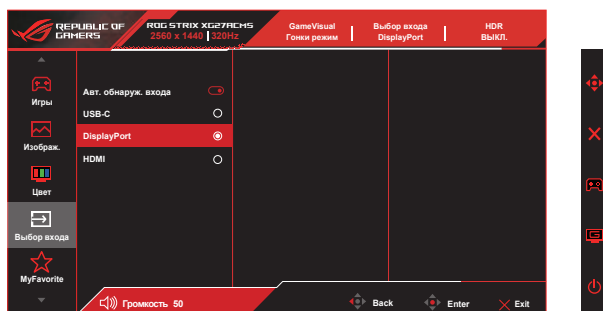 REPUBLIC OF
GAMERS
ROG STRIX XG27ACMS
2560 x 1440 320Hz
GameVisual
Гонки режим
Выбор входа
DisplayPort
HDR
ВЫКЛ.
Игры
Изображ.
Цвет
Выбор входа
MyFavorite
Авт. обнаруж. входа
USB-C
DisplayPort
HDMI
Громкость 50
Back
Enter
Exit